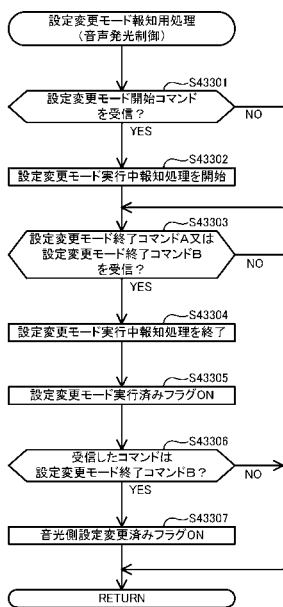 設定変更モード報知用処理
(音声発光制御)
S43301
設定変更モード開始コマンド
を受信?
NO
YES
S43302
設定変更モード実行中報知処理を開始
S43303
設定変更モード終了コマンドA又は
設定変更モード終了コマンドB
を受信?
NO
YES
S43304
設定変更モード実行中報知処理を終了
S43305
設定変更モード実行済みフラグON
S43306
受信したコマンドは
設定変更モード終了コマンドB?
NO
YES
S43307
音光側設定変更済みフラグON
RETURN